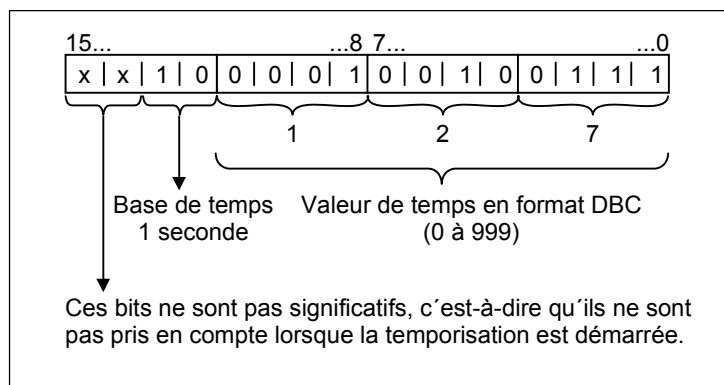 15... ...8 7... ...0
x x 1 0 0 0 0 1 0 0 1 0 0 1 1 1
1 2 7
Base de temps Valeur de temps en format DBC
1 seconde (0 à 999)
Ces bits ne sont pas significatifs, c´est-à-dire qu´ils ne sont
pas pris en compte lorsque la temporisation est démarrée.